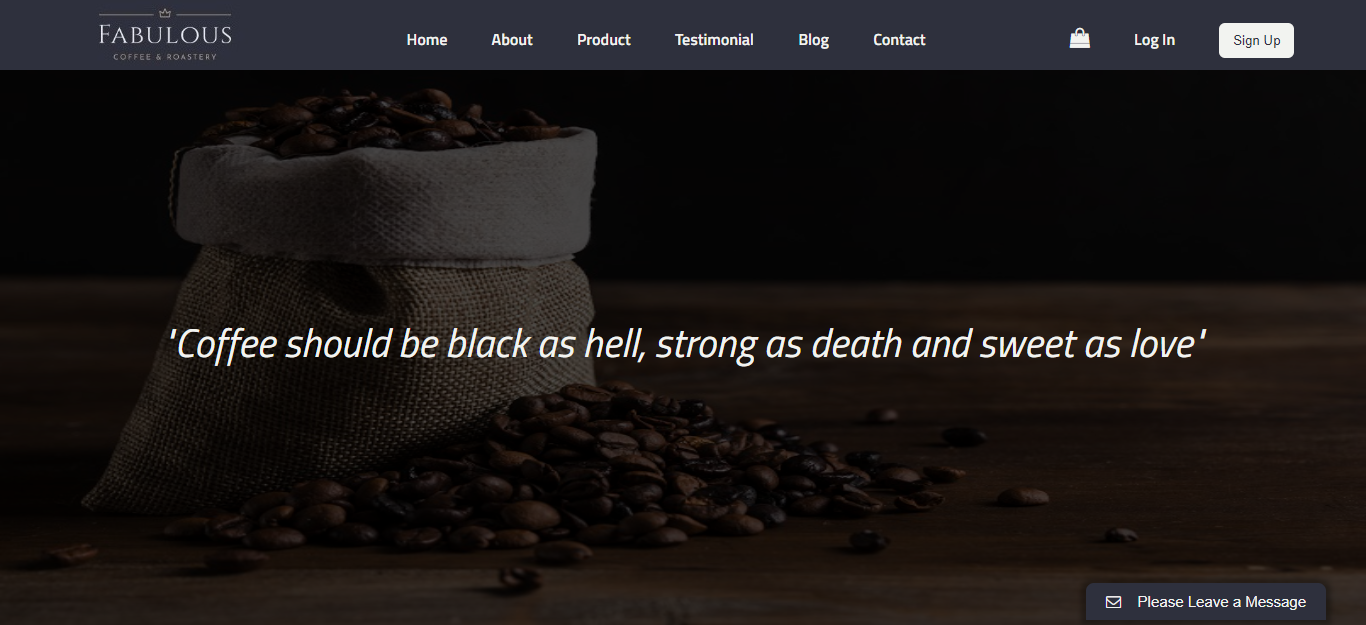 FABULOUS
COFFEE & ROASTERY
Home About Product Testimonial Blog Contact Log In Sign Up
'Coffee should be black as hell, strong as death and sweet as love'
Please Leave a Message